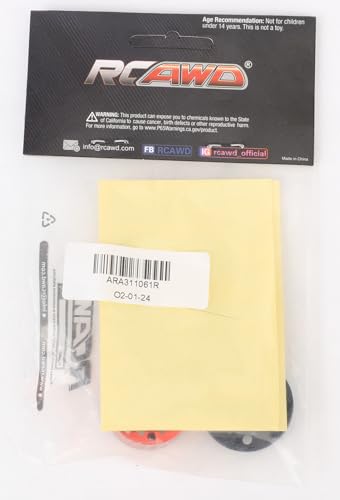 Age Recommendation: Not for children
under 14 years. This is not a toy.
RCAWD®
WARNING: This product can expose you to chemicals known to the State
of California to cause cancer, birth defects or other reproductive harm.
For more information, go to www.P65Warnings.ca.gov/product.
info@rcawd.com
FB RCAWD
IG rcawd_official
Made in China
ARA311061R
O2-01-24